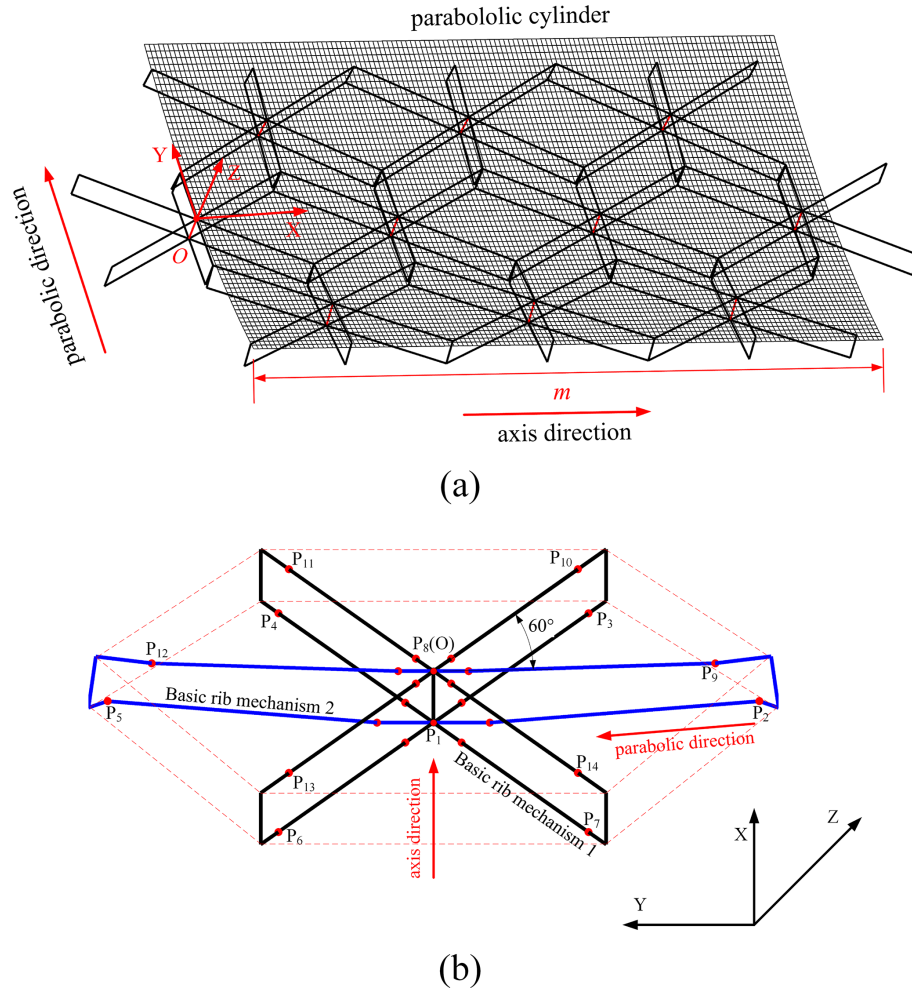 parabololic cylinder
Y
Z
X
O
parabolic direction
m
axis direction
(a)
P11
P10
P4
P3
60°
P8(O)
P12
P9
Basic rib mechanism 2
P5
P2
P1
parabolic direction
P13
P14
Basic rib mechanism 1
axis direction
P6
P7
X
Z
Y
(b)